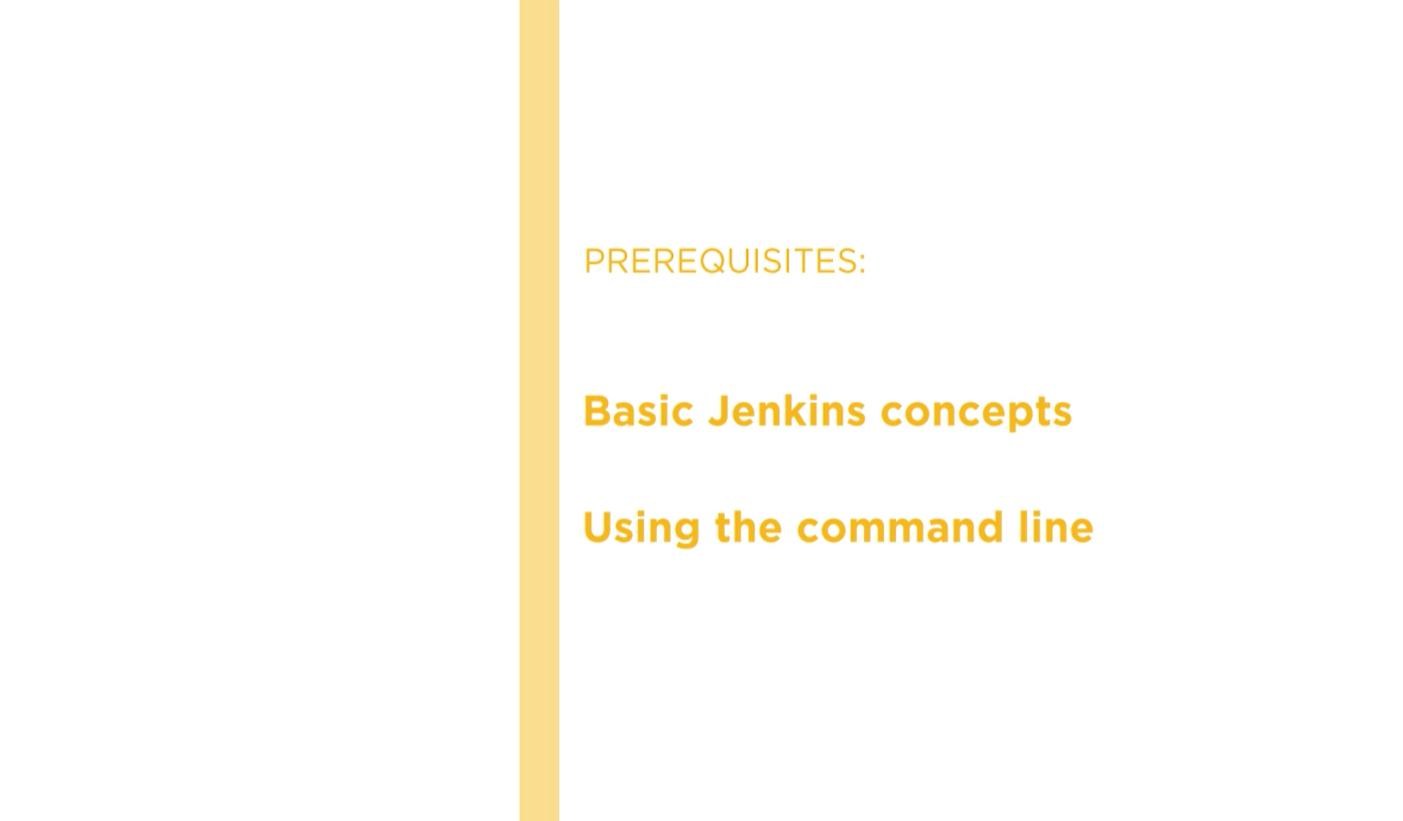 PREREQUISITES:
Basic Jenkins concepts
Using the command line